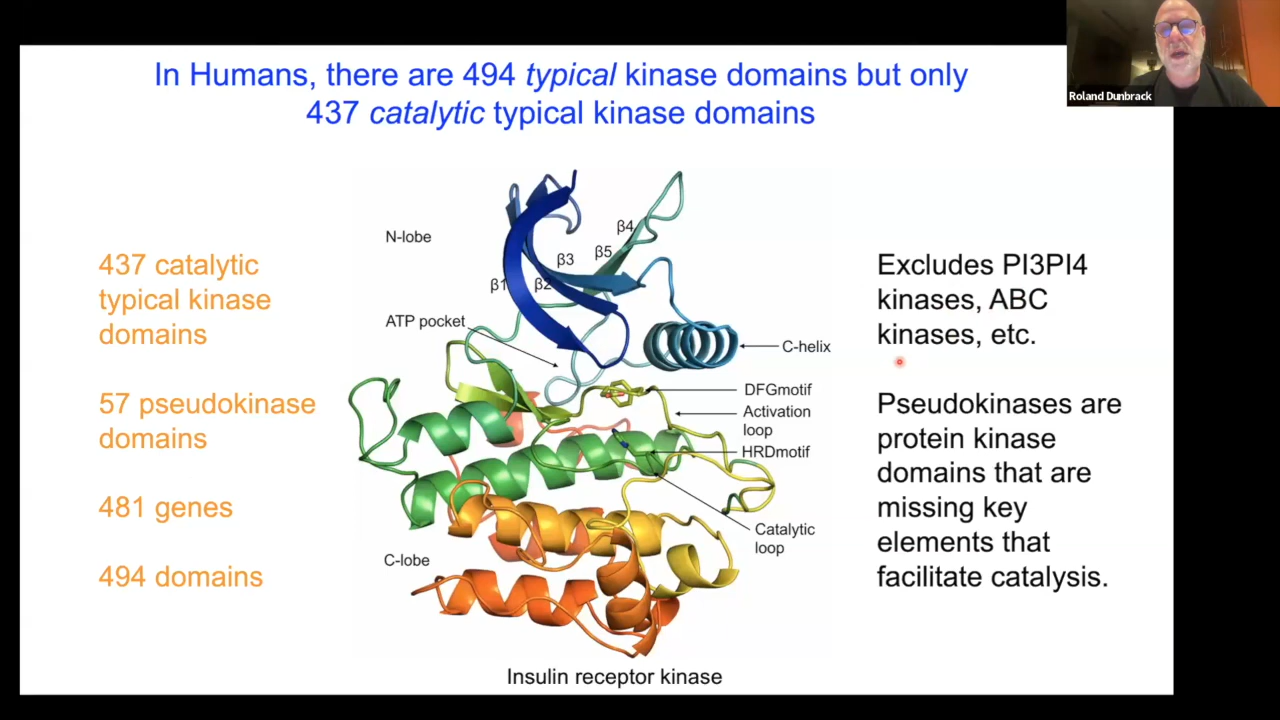 In Humans, there are 494 typical kinase domains but only
437 catalytic typical kinase domains
Roland Dunbrack
437 catalytic
typical kinase
domains
57 pseudokinase
domains
481 genes
494 domains
N-lobe
β4
β5
β3
β1
β2
ATP pocket
C-helix
DFGmotif
Activation
loop
HRDmotif
Catalytic
loop
C-lobe
Insulin receptor kinase
Excludes PI3PI4
kinases, ABC
kinases, etc.
Pseudokinases are
protein kinase
domains that are
missing key
elements that
facilitate catalysis.